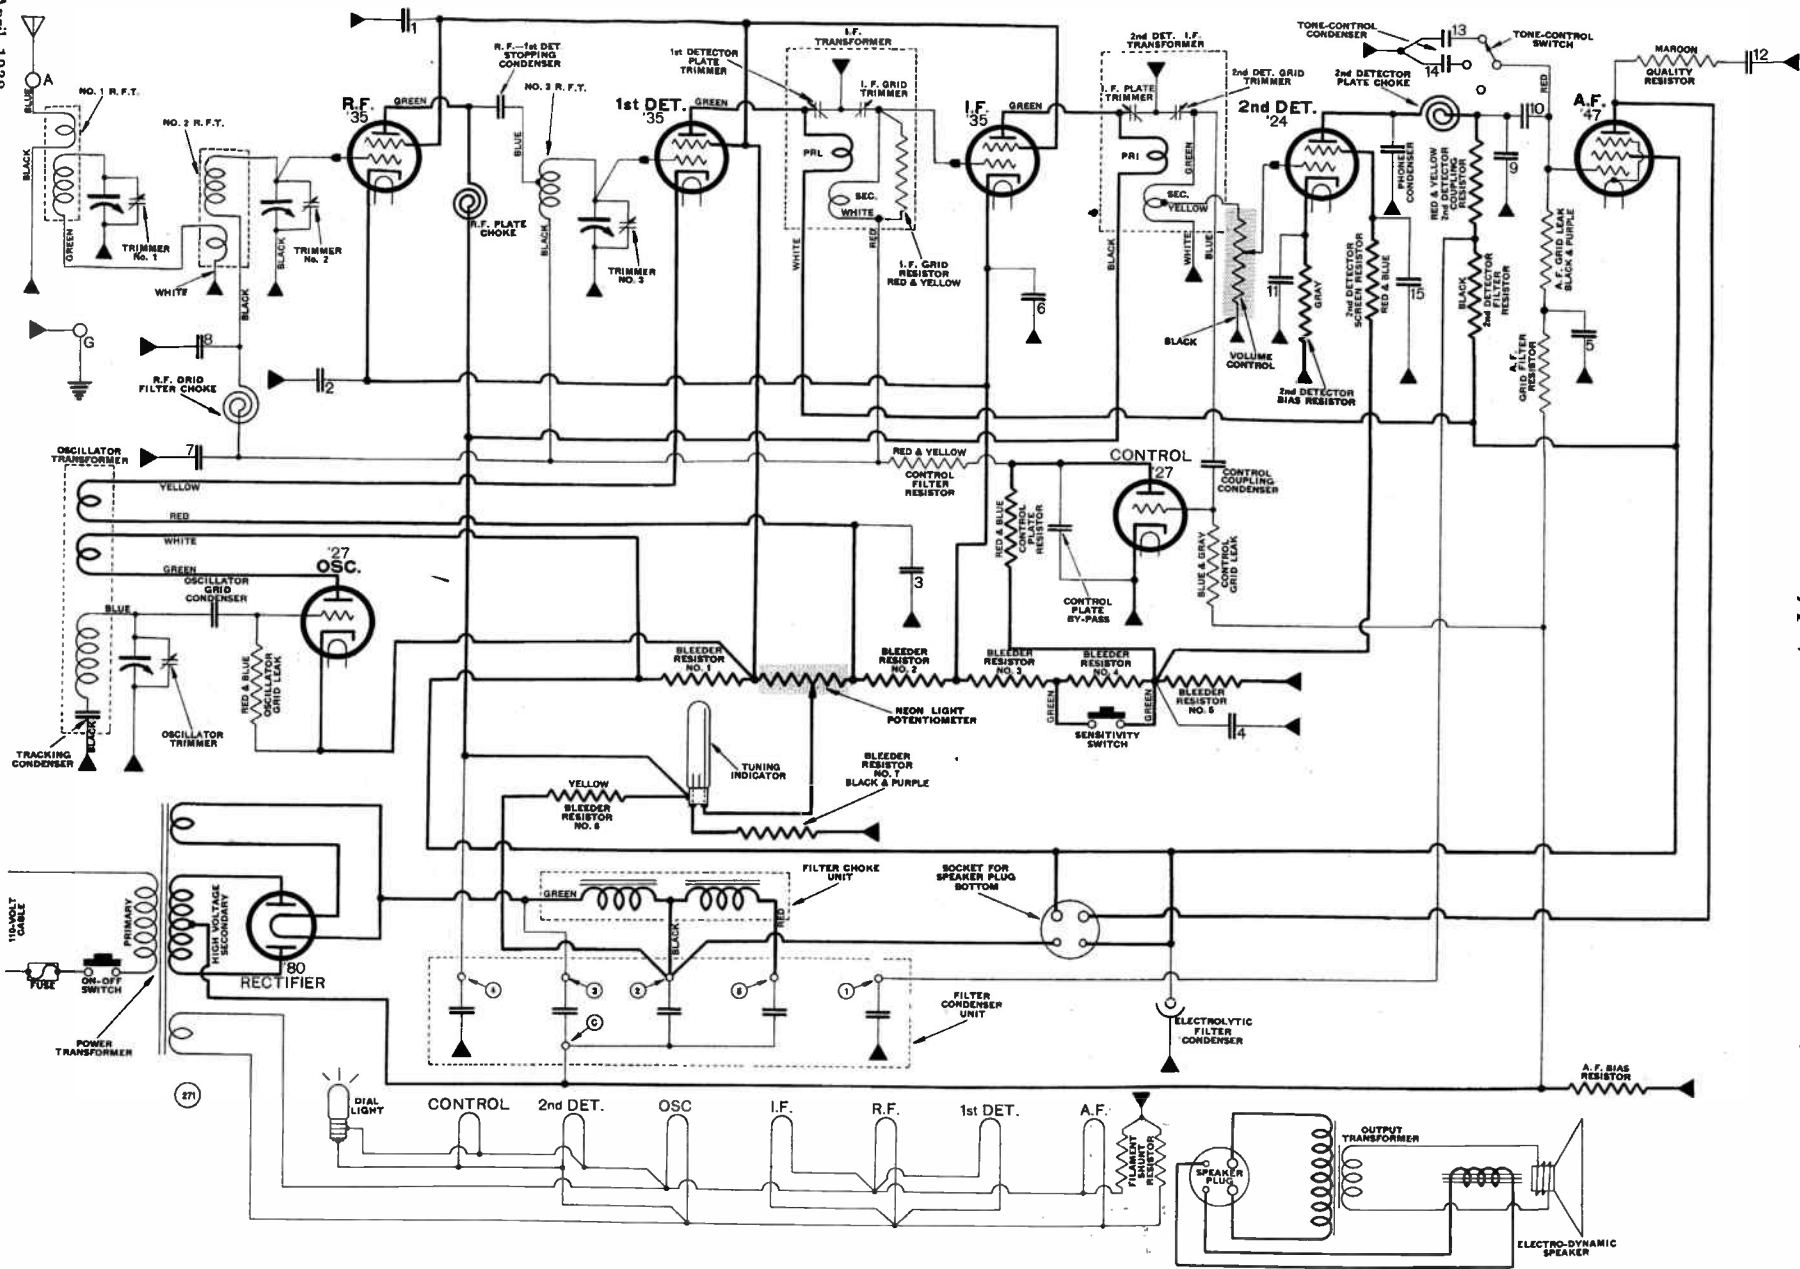 A
BLUE
NO. 1 R.F.T.
BLACK
GREEN
TRIMMER
No. 1
NO. 2 R.F.T.
WHITE
BLACK
BLACK
TRIMMER
No. 2
G
8
R.F. GRID
FILTER CHOKE
2
7
1
R.F.
'35
GREEN
R.F.—1st DET
STOPPING
CONDENSER
BLUE
NO. 3 R.F.T.
R.F. PLATE
CHOKE
BLACK
TRIMMER
NO. 3
1st DET.
'35
GREEN
1st DETECTOR
PLATE
TRIMMER
I.F.
TRANSFORMER
I.F. GRID
TRIMMER
PRI.
SEC.
WHITE
WHITE
RED
I.F. GRID
RESISTOR
RED & YELLOW
I.F.
'35
GREEN
6
2nd DET. I.F.
TRANSFORMER
I.F. PLATE
TRIMMER
2nd DET. GRID
TRIMMER
PRI
SEC.
YELLOW
GREEN
BLACK
WHITE
BLUE
BLACK
VOLUME
CONTROL
2nd DET.
'24
11
GRAY
2nd DETECTOR
BIAS RESISTOR
2nd DETECTOR
SCREEN RESISTOR
RED & BLUE
15
PHONE
CONDENSER
2nd DETECTOR
PLATE CHOKE
TONE-CONTROL
CONDENSER
13
14
TONE-CONTROL
SWITCH
RED
RED & YELLOW
2nd DETECTOR
COUPLING
RESISTOR
9
10
BLACK
2nd DETECTOR
FILTER
RESISTOR
A.F.
'47
MAROON
QUALITY
RESISTOR
12
A.F. GRID LEAK
BLACK & PURPLE
5
A.F.
GRID FILTER
RESISTOR
OSCILLATOR
TRANSFORMER
YELLOW
RED
WHITE
GREEN
BLUE
OSCILLATOR
GRID
CONDENSER
'27
OSC.
RED & BLUE
OSCILLATOR
GRID LEAK
OSCILLATOR
TRIMMER
TRACKING
CONDENSER
BLACK
RED & YELLOW
CONTROL
FILTER
RESISTOR
3
RED & BLUE
CONTROL
PLATE
RESISTOR
CONTROL
'27
CONTROL
PLATE
BY-PASS
CONTROL
COUPLING
CONDENSER
BLUE & GRAY
CONTROL
GRID LEAK
BLEEDER
RESISTOR
NO. 1
BLEEDER
RESISTOR
NO. 2
BLEEDER
RESISTOR
NO. 3
BLEEDER
RESISTOR
NO. 4
BLEEDER
RESISTOR
NO. 5
NEON LIGHT
POTENTIOMETER
GREEN
GREEN
SENSITIVITY
SWITCH
4
TUNING
INDICATOR
YELLOW
BLEEDER
RESISTOR
NO. 6
BLEEDER
RESISTOR
NO. 7
BLACK & PURPLE
110-VOLT
CABLE
FUSE
ON-OFF
SWITCH
PRIMARY
HIGH VOLTAGE
SECONDARY
'80
RECTIFIER
POWER
TRANSFORMER
GREEN
BLACK
RED
FILTER CHOKE
UNIT
SOCKET FOR
SPEAKER PLUG
BOTTOM
4
3
2
5
1
C
FILTER
CONDENSER
UNIT
ELECTROLYTIC
FILTER
CONDENSER
A.F. BIAS
RESISTOR
271
DIAL
LIGHT
CONTROL
2nd DET.
OSC
I.F.
R.F.
1st DET.
A.F.
FILAMENT
SHUNT
RESISTOR
SPEAKER
PLUG
OUTPUT
TRANSFORMER
ELECTRO-DYNAMIC
SPEAKER